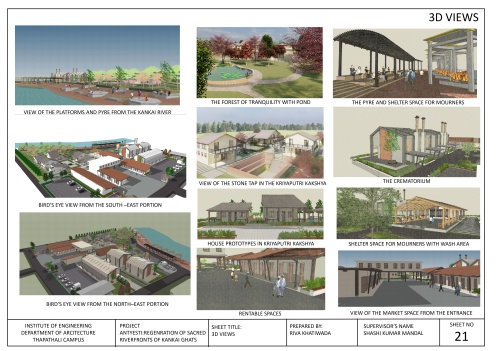 3D VIEWS
VIEW OF THE PLATFORMS AND PYRE FROM THE KANKAI RIVER
THE FOREST OF TRANQUILITY WITH POND
THE PYRE AND SHELTER SPACE FOR MOURNERS
BIRD'S EYE VIEW FROM THE SOUTH -EAST PORTION
VIEW OF THE STONE TAP IN THE KRIYAPUTRI KAKSHYA
THE CREMATORIUM
HOUSE PROTOTYPES IN KRIYAPUTRI KAKSHYA
SHELTER SPACE FOR MOURNERS WITH WASH AREA
BIRD'S EYE VIEW FROM THE NORTH-EAST PORTION
RENTABLE SPACES
VIEW OF THE MARKET SPACE FROM THE ENTRANCE
INSTITUTE OF ENGINEERING
DEPARTMENT OF ARCITECTURE
THAPATHALI CAMPUS
PROJECT
ANTYESTI:REGENRATION OF SACRED
RIVERFRONTS OF KANKAI GHATS
SHEET TITLE:
3D VIEWS
PREPARED BY:
RIVA KHATIWADA
SUPERVISOR'S NAME
SHASHI KUMAR MANDAL
SHEET NO
21